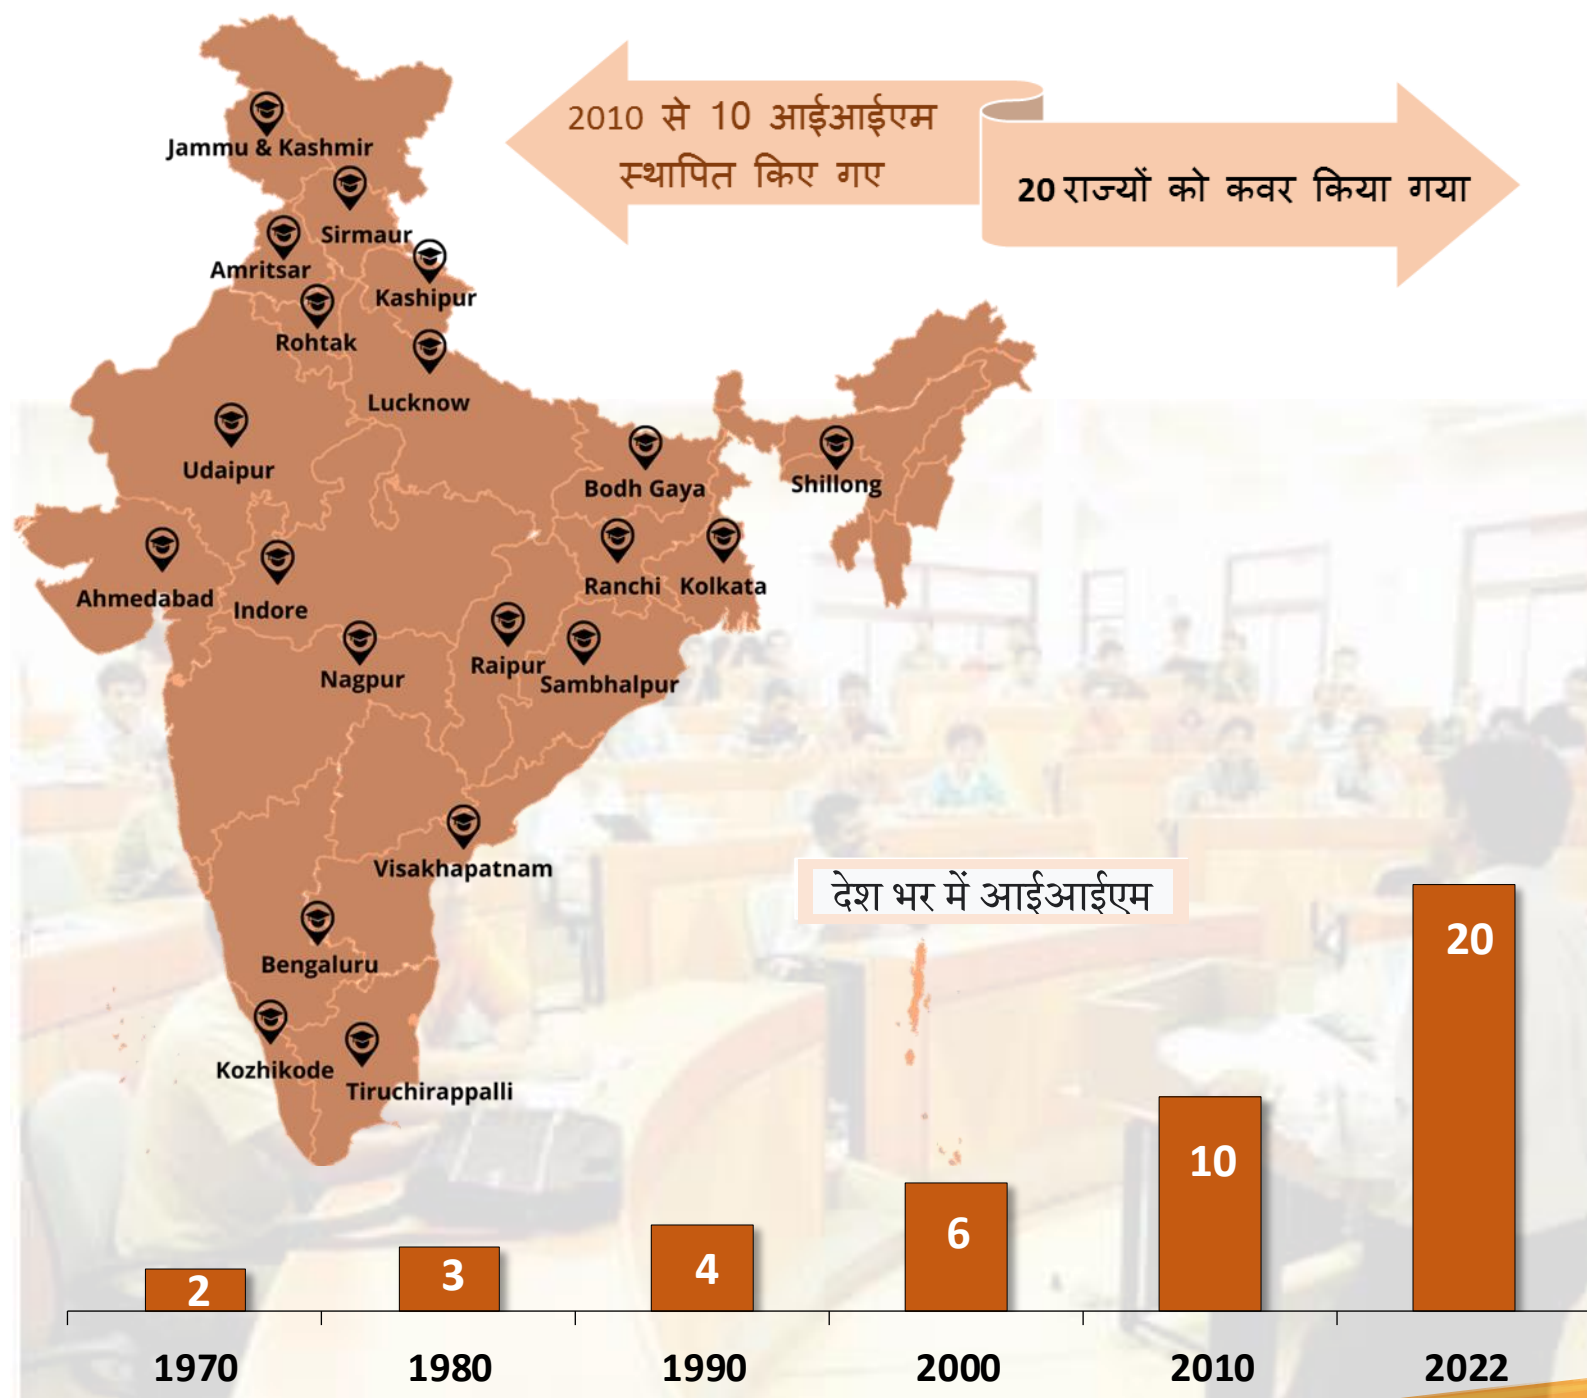 2010 से 10 आईआईएम
स्थापित किए गए
20 राज्यों को कवर किया गया
Jammu & Kashmir
Sirmaur
Amritsar
Kashipur
Rohtak
Lucknow
Udaipur
Bodh Gaya
Shillong
Ahmedabad
Indore
Ranchi
Kolkata
Nagpur
Raipur
Sambhalpur
Visakhapatnam
Bengaluru
Kozhikode
Tiruchirappalli
देश भर में आईआईएम
2
3
4
6
10
20
1970
1980
1990
2000
2010
2022